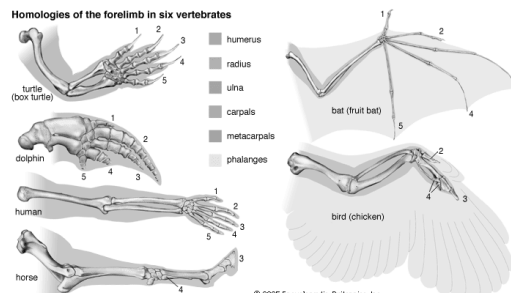 Homologies of the forelimb in six vertebrates
1
2
3
4
5
turtle
(box turtle)
1
2
5
4
3
dolphin
1
2
3
4
5
human
3
4
horse
humerus
radius
ulna
carpals
metacarpals
phalanges
1
2
4
5
bat (fruit bat)
2
4
3
bird (chicken)